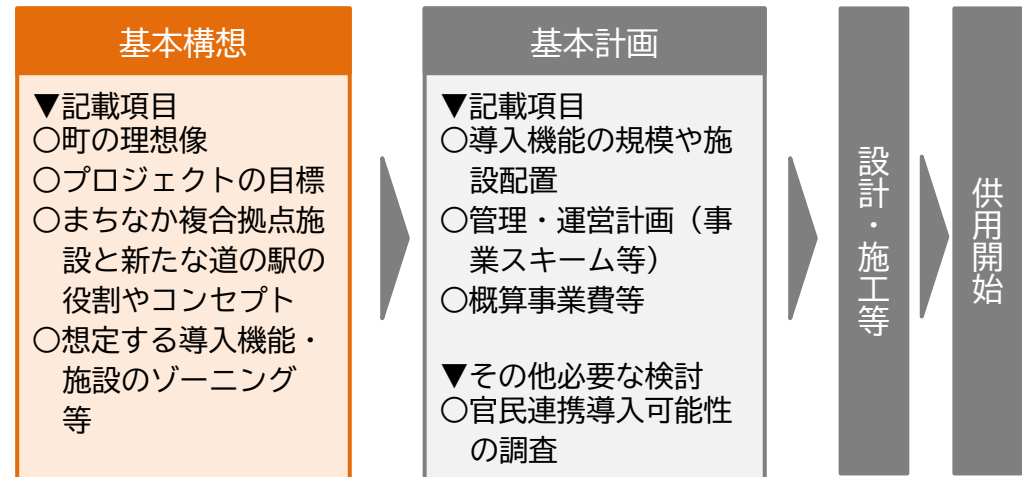 基本構想
▼記載項目
〇町の理想像
〇プロジェクトの目標
〇まちなか複合拠点施
設と新たな道の駅の
役割やコンセプト
〇想定する導入機能・
施設のゾーニング
等
基本計画
▼記載項目
〇導入機能の規模や施
設配置
〇管理・運営計画（事
業スキーム等）
〇概算事業費等
▼その他必要な検討
〇官民連携導入可能性
の調査
設計・施工等
供用開始